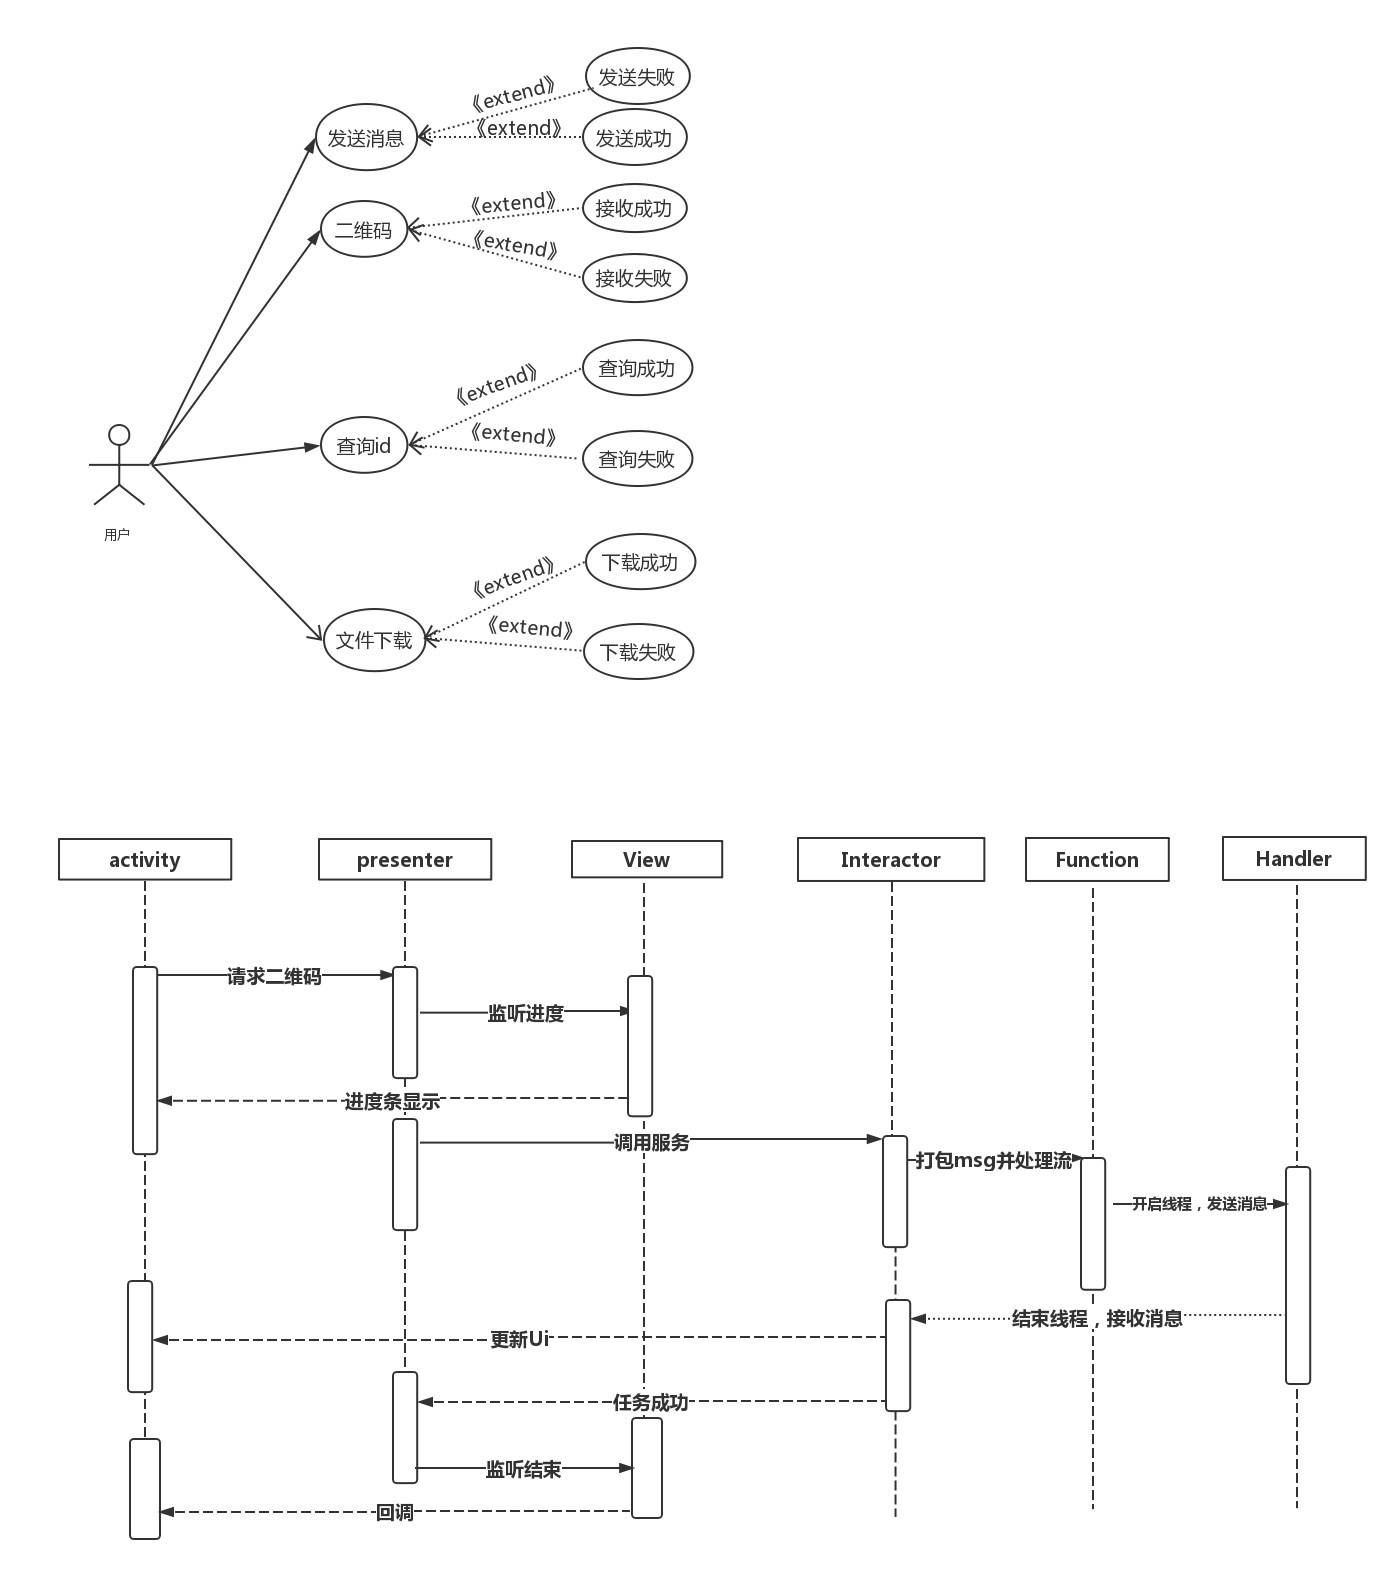 发送失败
《extend》
发送消息
《extend》
发送成功
《extend》
接收成功
二维码
《extend》
接收失败
查询成功
《extend》
查询id
《extend》
查询失败
用户
下载成功
《extend》
文件下载
《extend》
下载失败
activity
presenter
View
Interactor
Function
Handler
请求二维码
监听进度
进度条显示
调用服务
打包msg并处理流
开启线程，发送消息
结束线程，接收消息
更新Ui
任务成功
监听结束
回调